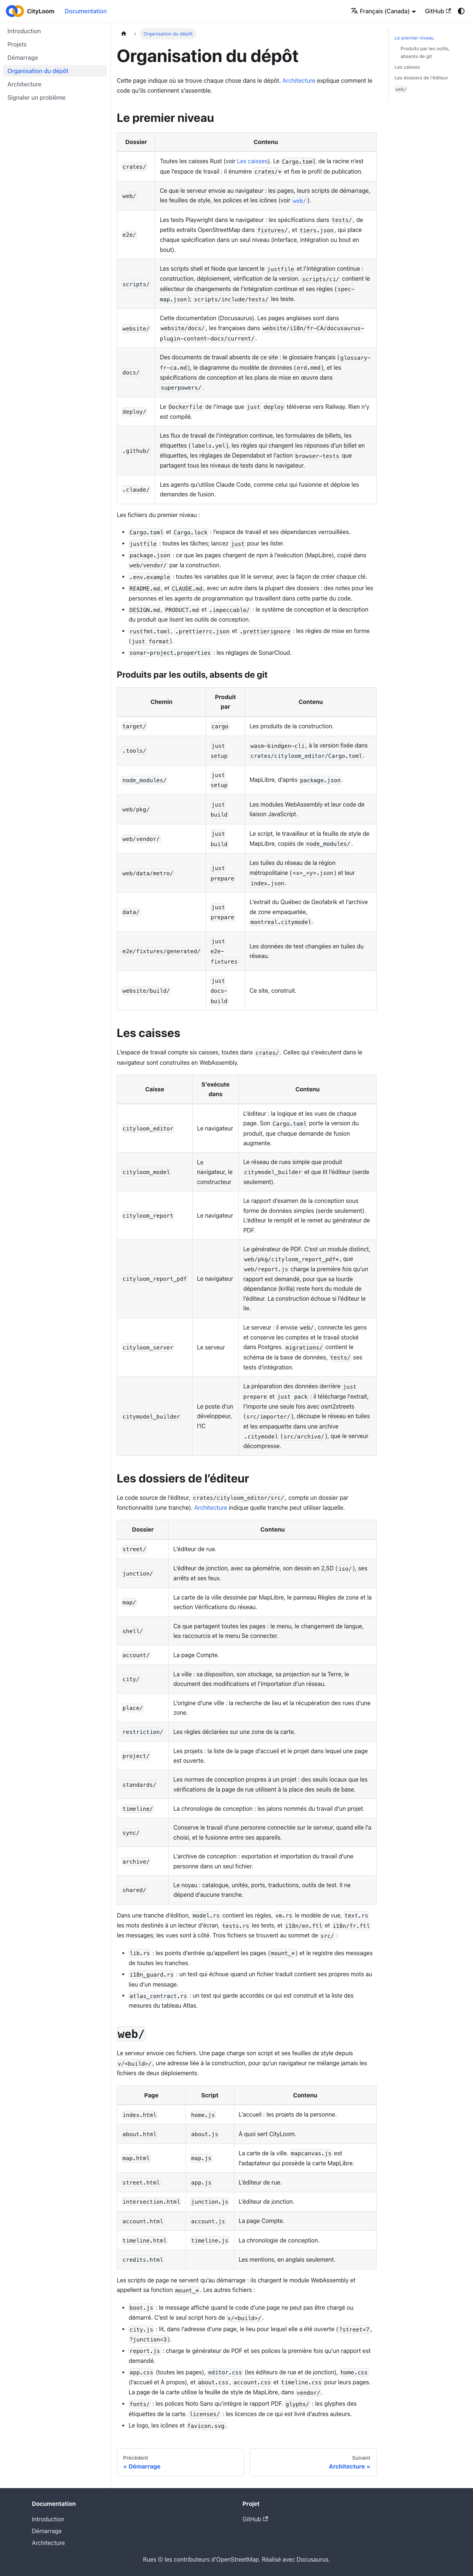 CityLoom
Documentation
Français (Canada)
GitHub
Introduction
Projets
Démarrage
Organisation du dépôt
Architecture
Signaler un problème
Organisation du dépôt
Organisation du dépôt
Cette page indique où se trouve chaque chose dans le dépôt. Architecture explique comment le
code qu'ils contiennent s'assemble.
Le premier niveau
Produits par les outils,
absents de git
Les caisses
Les dossiers de l'éditeur
web/
Le premier niveau
Dossier Contenu
crates/ Toutes les caisses Rust (voir Les caisses). Le Cargo.toml de la racine n'est
que l'espace de travail : il énumère crates/* et fixe le profil de publication.
web/ Ce que le serveur envoie au navigateur : les pages, leurs scripts de démarrage,
les feuilles de style, les polices et les icônes (voir web/).
e2e/ Les tests Playwright dans le navigateur : les spécifications dans tests/, de
petits extraits OpenStreetMap dans fixtures/, et tiers.json, qui place
chaque spécification dans un seul niveau (interface, intégration ou bout en
bout).
scripts/ Les scripts shell et Node que lancent le justfile et l'intégration continue :
construction, déploiement, vérification de la version. scripts/ci/ contient le
sélecteur de changements de l'intégration continue et ses règles (spec-
map.json); scripts/include/tests/ les teste.
website/ Cette documentation (Docusaurus). Les pages anglaises sont dans
website/docs/, les françaises dans website/i18n/fr-CA/docusaurus-
plugin-content-docs/current/.
docs/ Des documents de travail absents de ce site : le glossaire français (glossary-
fr-ca.md), le diagramme du modèle de données (erd.mmd), et les
spécifications de conception et les plans de mise en œuvre dans
superpowers/.
deploy/ Le Dockerfile de l'image que just deploy téléverse vers Railway. Rien n'y
est compilé.
.github/ Les flux de travail de l'intégration continue, les formulaires de billets, les
étiquettes (labels.yml), les règles qui changent les réponses d'un billet en
étiquettes, les réglages de Dependabot et l'action browser-tests que
partagent tous les niveaux de tests dans le navigateur.
.claude/ Les agents qu'utilise Claude Code, comme celui qui fusionne et déploie les
demandes de fusion.
Les fichiers du premier niveau :
Cargo.toml et Cargo.lock : l'espace de travail et ses dépendances verrouillées.
justfile : toutes les tâches; lancez just pour les lister.
package.json : ce que les pages chargent de npm à l'exécution (MapLibre), copié dans
web/vendor/ par la construction.
.env.example : toutes les variables que lit le serveur, avec la façon de créer chaque clé.
README.md, et CLAUDE.md, avec un autre dans la plupart des dossiers : des notes pour les
personnes et les agents de programmation qui travaillent dans cette partie du code.
DESIGN.md, PRODUCT.md et .impeccable/ : le système de conception et la description
du produit que lisent les outils de conception.
rustfmt.toml, .prettierrc.json et .prettierignore : les règles de mise en forme
(just format).
sonar-project.properties : les réglages de SonarCloud.
Produits par les outils, absents de git
Chemin Produit
par Contenu
target/ cargo Les produits de la construction.
.tools/ just
setup wasm-bindgen-cli, à la version fixée dans
crates/cityloom_editor/Cargo.toml.
node_modules/ just
setup MapLibre, d'après package.json.
web/pkg/ just
build Les modules WebAssembly et leur code de
liaison JavaScript.
web/vendor/ just
build Le script, le travailleur et la feuille de style de
MapLibre, copiés de node_modules/.
web/data/metro/ just
prepare Les tuiles du réseau de la région
métropolitaine (<x>_<y>.json) et leur
index.json.
data/ just
prepare L'extrait du Québec de Geofabrik et l'archive
de zone empaquetée,
montreal.citymodel.
e2e/fixtures/generated/ just
e2e-
fixtures Les données de test changées en tuiles du
réseau.
website/build/ just
docs-
build Ce site, construit.
Les caisses
L'espace de travail compte six caisses, toutes dans crates/. Celles qui s'exécutent dans le
navigateur sont construites en WebAssembly.
Caisse S'exécute
dans Contenu
cityloom_editor Le navigateur L'éditeur : la logique et les vues de chaque
page. Son Cargo.toml porte la version du
produit, que chaque demande de fusion
augmente.
cityloom_model Le
navigateur, le
constructeur Le réseau de rues simple que produit
citymodel_builder et que lit l'éditeur (serde
seulement).
cityloom_report Le navigateur Le rapport d'examen de la conception sous
forme de données simples (serde seulement).
L'éditeur le remplit et le remet au générateur de
PDF.
cityloom_report_pdf Le navigateur Le générateur de PDF. C'est un module distinct,
web/pkg/cityloom_report_pdf*, que
web/report.js charge la première fois qu'un
rapport est demandé, pour que sa lourde
dépendance (krilla) reste hors du module de
l'éditeur. La construction échoue si l'éditeur le
lie.
cityloom_server Le serveur Le serveur : il envoie web/, connecte les gens
et conserve les comptes et le travail stocké
dans Postgres. migrations/ contient le
schéma de la base de données, tests/ ses
tests d'intégration.
citymodel_builder Le poste d'un
développeur,
l'IC La préparation des données derrière just
prepare et just pack : il télécharge l'extrait,
l'importe une seule fois avec osm2streets
(src/importer/), découpe le réseau en tuiles
et les empaquette dans une archive
.citymodel (src/archive/), que le serveur
décompresse.
Les dossiers de l'éditeur
Le code source de l'éditeur, crates/cityloom_editor/src/, compte un dossier par
fonctionnalité (une tranche). Architecture indique quelle tranche peut utiliser laquelle.
Dossier Contenu
street/ L'éditeur de rue.
junction/ L'éditeur de jonction, avec sa géométrie, son dessin en 2,5D (iso/), ses
arrêts et ses feux.
map/ La carte de la ville dessinée par MapLibre, le panneau Règles de zone et la
section Vérifications du réseau.
shell/ Ce que partagent toutes les pages : le menu, le changement de langue,
les raccourcis et le menu Se connecter.
account/ La page Compte.
city/ La ville : sa disposition, son stockage, sa projection sur la Terre, le
document des modifications et l'importation d'un réseau.
place/ L'origine d'une ville : la recherche de lieu et la récupération des rues d'une
zone.
restriction/ Les règles déclarées sur une zone de la carte.
project/ Les projets : la liste de la page d'accueil et le projet dans lequel une page
est ouverte.
standards/ Les normes de conception propres à un projet : des seuils locaux que les
vérifications de la page de rue utilisent à la place des seuils de base.
timeline/ La chronologie de conception : les jalons nommés du travail d'un projet.
sync/ Conserve le travail d'une personne connectée sur le serveur, quand elle l'a
choisi, et le fusionne entre ses appareils.
archive/ L'archive de conception : exportation et importation du travail d'une
personne dans un seul fichier.
shared/ Le noyau : catalogue, unités, ports, traductions, outils de test. Il ne
dépend d'aucune tranche.
Dans une tranche d'édition, model.rs contient les règles, vm.rs le modèle de vue, text.rs
les mots destinés à un lecteur d'écran, tests.rs les tests, et i18n/en.ftl et i18n/fr.ftl
les messages; les vues sont à côté. Trois fichiers se trouvent au sommet de src/ :
lib.rs : les points d'entrée qu'appellent les pages (mount_*) et le registre des messages
de toutes les tranches.
i18n_guard.rs : un test qui échoue quand un fichier traduit contient ses propres mots au
lieu d'un message.
atlas_contract.rs : un test qui garde accordés ce qui est construit et la liste des
mesures du tableau Atlas.
web/
Le serveur envoie ces fichiers. Une page charge son script et ses feuilles de style depuis
v/<build>/, une adresse liée à la construction, pour qu'un navigateur ne mélange jamais les
fichiers de deux déploiements.
Page Script Contenu
index.html home.js L'accueil : les projets de la personne.
about.html about.js À quoi sert CityLoom.
map.html map.js La carte de la ville. mapcanvas.js est
l'adaptateur qui possède la carte MapLibre.
street.html app.js L'éditeur de rue.
intersection.html junction.js L'éditeur de jonction.
account.html account.js La page Compte.
timeline.html timeline.js La chronologie de conception.
credits.html Les mentions, en anglais seulement.
Les scripts de page ne servent qu'au démarrage : ils chargent le module WebAssembly et
appellent sa fonction mount_*. Les autres fichiers :
boot.js : le message affiché quand le code d'une page ne peut pas être chargé ou
démarré. C'est le seul script hors de v/<build>/.
city.js : lit, dans l'adresse d'une page, le lieu pour lequel elle a été ouverte (?street=7,
?junction=3).
report.js : charge le générateur de PDF et ses polices la première fois qu'un rapport est
demandé.
app.css (toutes les pages), editor.css (les éditeurs de rue et de jonction), home.css
(l'accueil et À propos), et about.css, account.css et timeline.css pour leurs pages.
La page de la carte utilise la feuille de style de MapLibre, dans vendor/.
fonts/ : les polices Noto Sans qu'intègre le rapport PDF. glyphs/ : les glyphes des
étiquettes de la carte. licenses/ : les licences de ce qui est livré d'autres auteurs.
Le logo, les icônes et favicon.svg.
Précédent
« Démarrage
Suivant
Architecture »
Documentation
Introduction
Démarrage
Architecture
Projet
GitHub
Rues © les contributeurs d'OpenStreetMap. Réalisé avec Docusaurus.